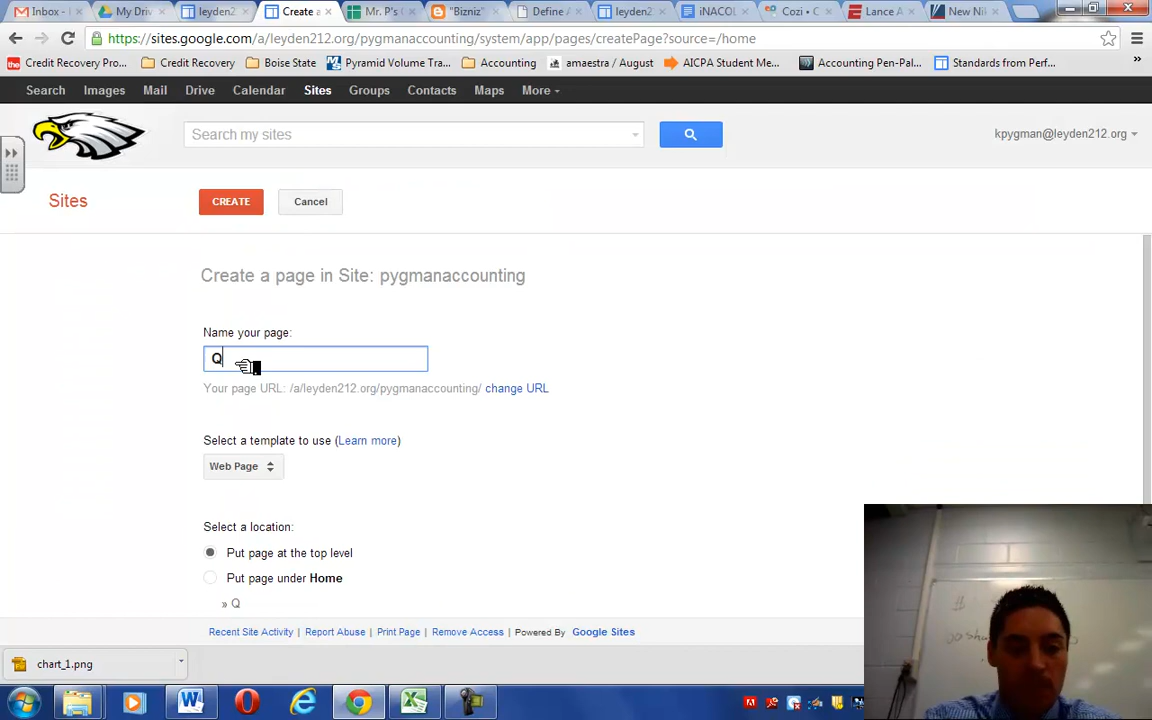 Inbox - 
My Driv
leyden2
Create a
Mr. P's
"Bizniz"
Define A
leyden2
iNACOL
Cozi • C
Lance A
New Ni
https://sites.google.com/a/leyden212.org/pygmanaccounting/system/app/pages/createPage?source=/home
Credit Recovery Pro...
Credit Recovery
Boise State
Pyramid Volume Tra...
Accounting
amaestra / August
AICPA Student Me...
Accounting Pen-Pal...
Standards from Perf...
»
Search Images Mail Drive Calendar Sites Groups Contacts Maps More
Search my sites
kpygman@leyden212.org
Sites
CREATE
Cancel
Create a page in Site: pygmanaccounting
Name your page:
Q
Your page URL: /a/leyden212.org/pygmanaccounting/ change URL
Select a template to use (Learn more)
Web Page
Select a location:
Put page at the top level
Put page under Home
» Q
Recent Site Activity | Report Abuse | Print Page | Remove Access | Powered By Google Sites
chart_1.png